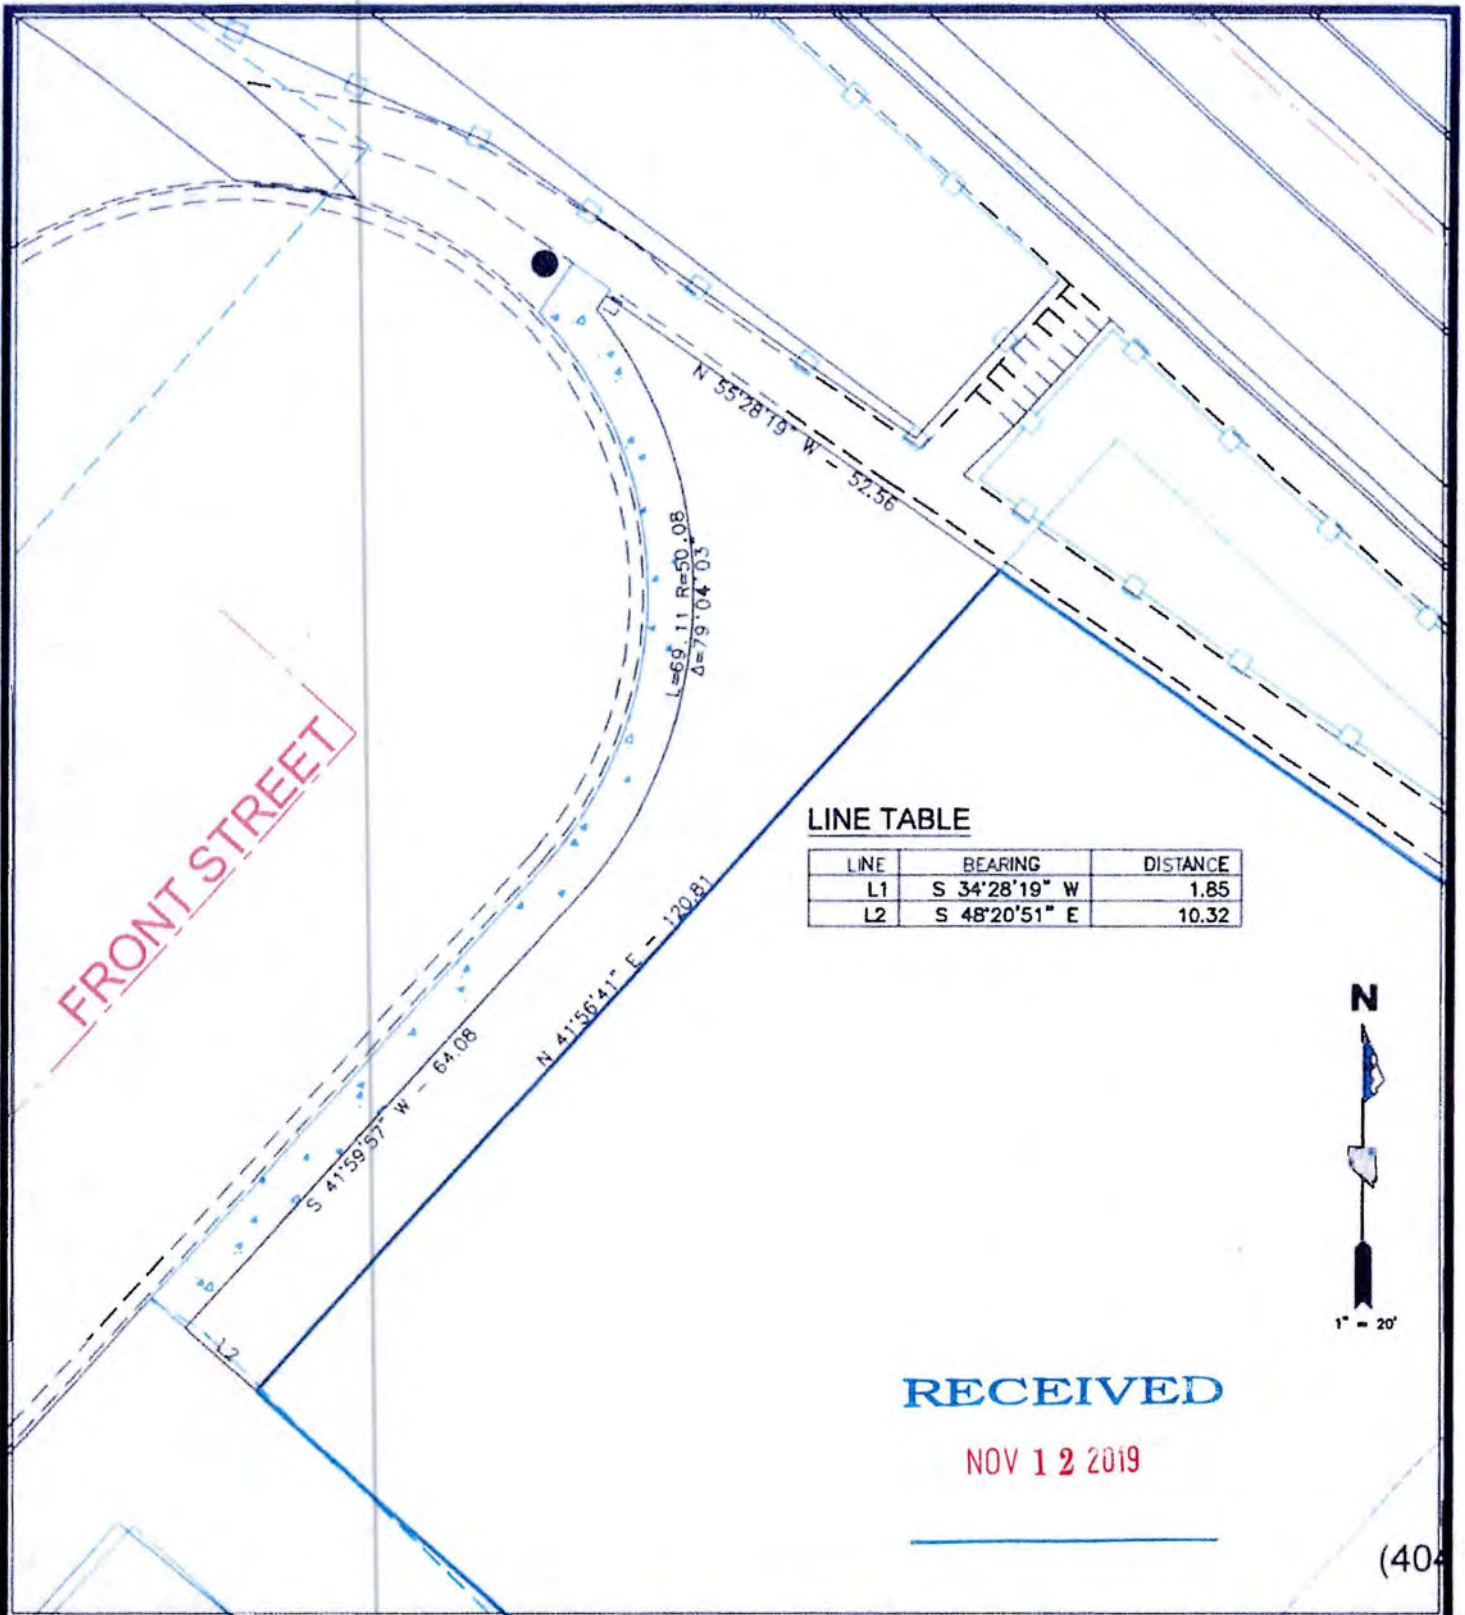 L1
N 55°28'19" W - 52.56
L=69.11 R=50.08
Δ=79°04'03"
FRONT STREET
LINE TABLE
LINE BEARING DISTANCE
L1 S 34°28'19" W 1.85
L2 S 48°20'51" E 10.32
N 41°56'41" E - 120.81
S 41°59'57" W - 64.08
L2
N
1" = 20'
RECEIVED
NOV 12 2019
(404